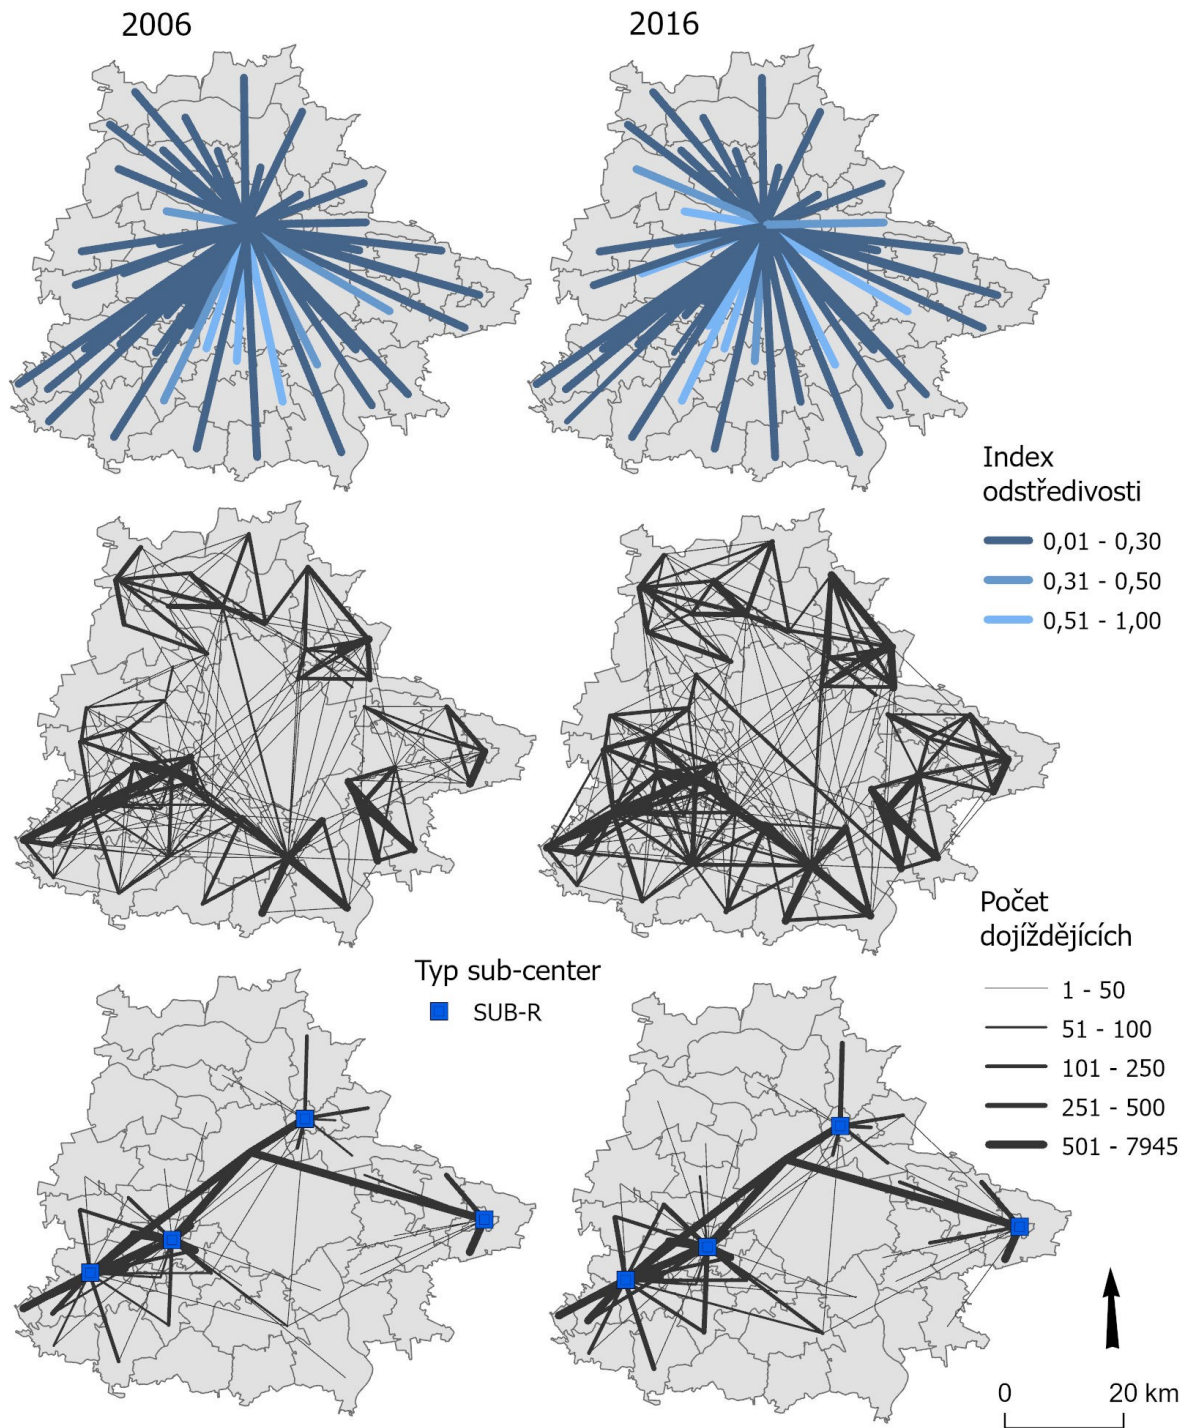 2006
2016
Index
odstředivosti
0,01 - 0,30
0,31 - 0,50
0,51 - 1,00
Počet
dojíždějících
1 - 50
51 - 100
101 - 250
251 - 500
501 - 7945
Typ sub-center
SUB-R
0 20 km